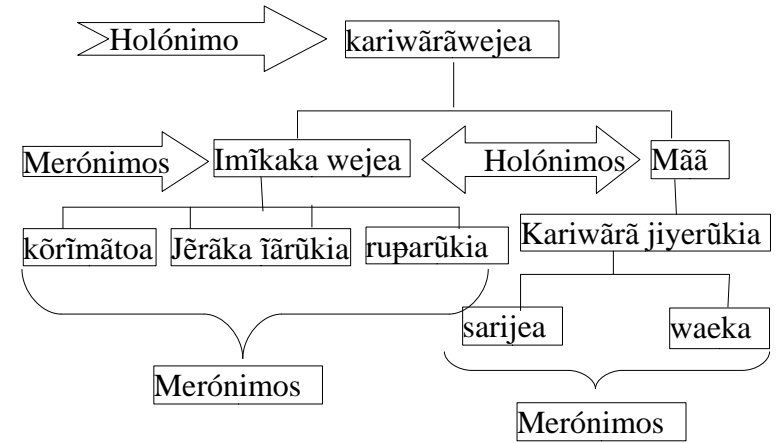 Holónimo
kariwãrãwejea
Merónimos
Imĩkaka wejea
Holónimos
Mãã
kõrĩmãtoa
Jẽrãka ĩãrũkia
ruparũkia
Kariwãrã jiyerũkia
sarijea
waeka
Merónimos
Merónimos